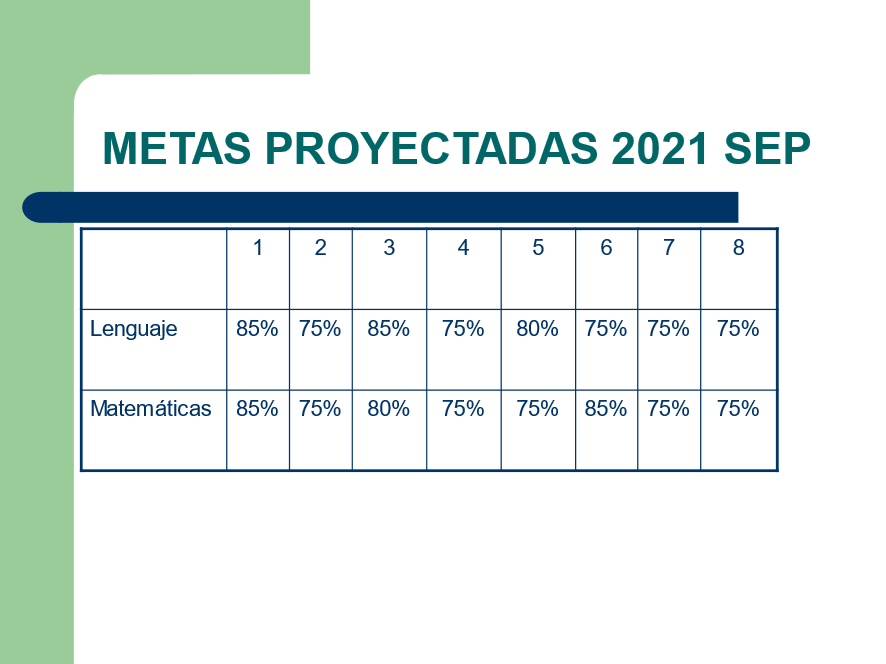 METAS PROYECTADAS 2021 SEP
1 2 3 4 5 6 7 8
Lenguaje 85% 75% 85% 75% 80% 75% 75% 75%
Matemáticas 85% 75% 80% 75% 75% 85% 75% 75%